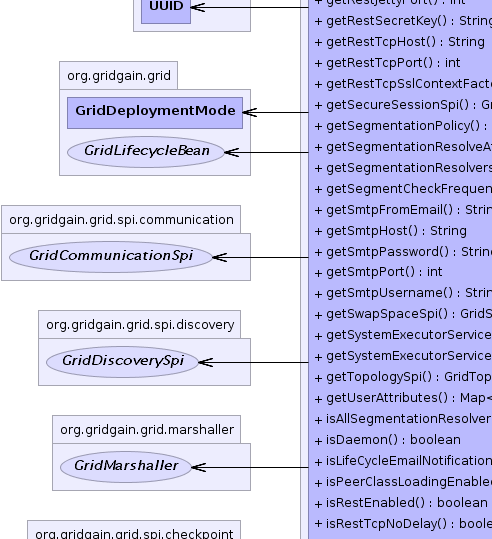 UUID
org.gridgain.grid
GridDeploymentMode
GridLifecycleBean
org.gridgain.grid.spi.communication
GridCommunicationSpi
org.gridgain.grid.spi.discovery
GridDiscoverySpi
org.gridgain.grid.marshaller
GridMarshaller
org.gridgain.grid.spi.checkpoint
+ getRestJettyPort() : int
+ getRestSecretKey() : String
+ getRestTcpHost() : String
+ getRestTcpPort() : int
+ getRestTcpSslContextFacto
+ getSecureSessionSpi() : Gr
+ getSegmentationPolicy() :
+ getSegmentationResolveAt
+ getSegmentationResolvers
+ getSegmentCheckFrequen
+ getSmtpFromEmail() : Strin
+ getSmtpHost() : String
+ getSmtpPassword() : String
+ getSmtpPort() : int
+ getSmtpUsername() : Strin
+ getSwapSpaceSpi() : GridS
+ getSystemExecutorService
+ getSystemExecutorService
+ getTopologySpi() : GridTop
+ getUserAttributes() : Map<
+ isAllSegmentationResolver
+ isDaemon() : boolean
+ isLifeCycleEmailNotification
+ isPeerClassLoadingEnabled
+ isRestEnabled() : boolean
+ isRestTcpNoDelay() : boole